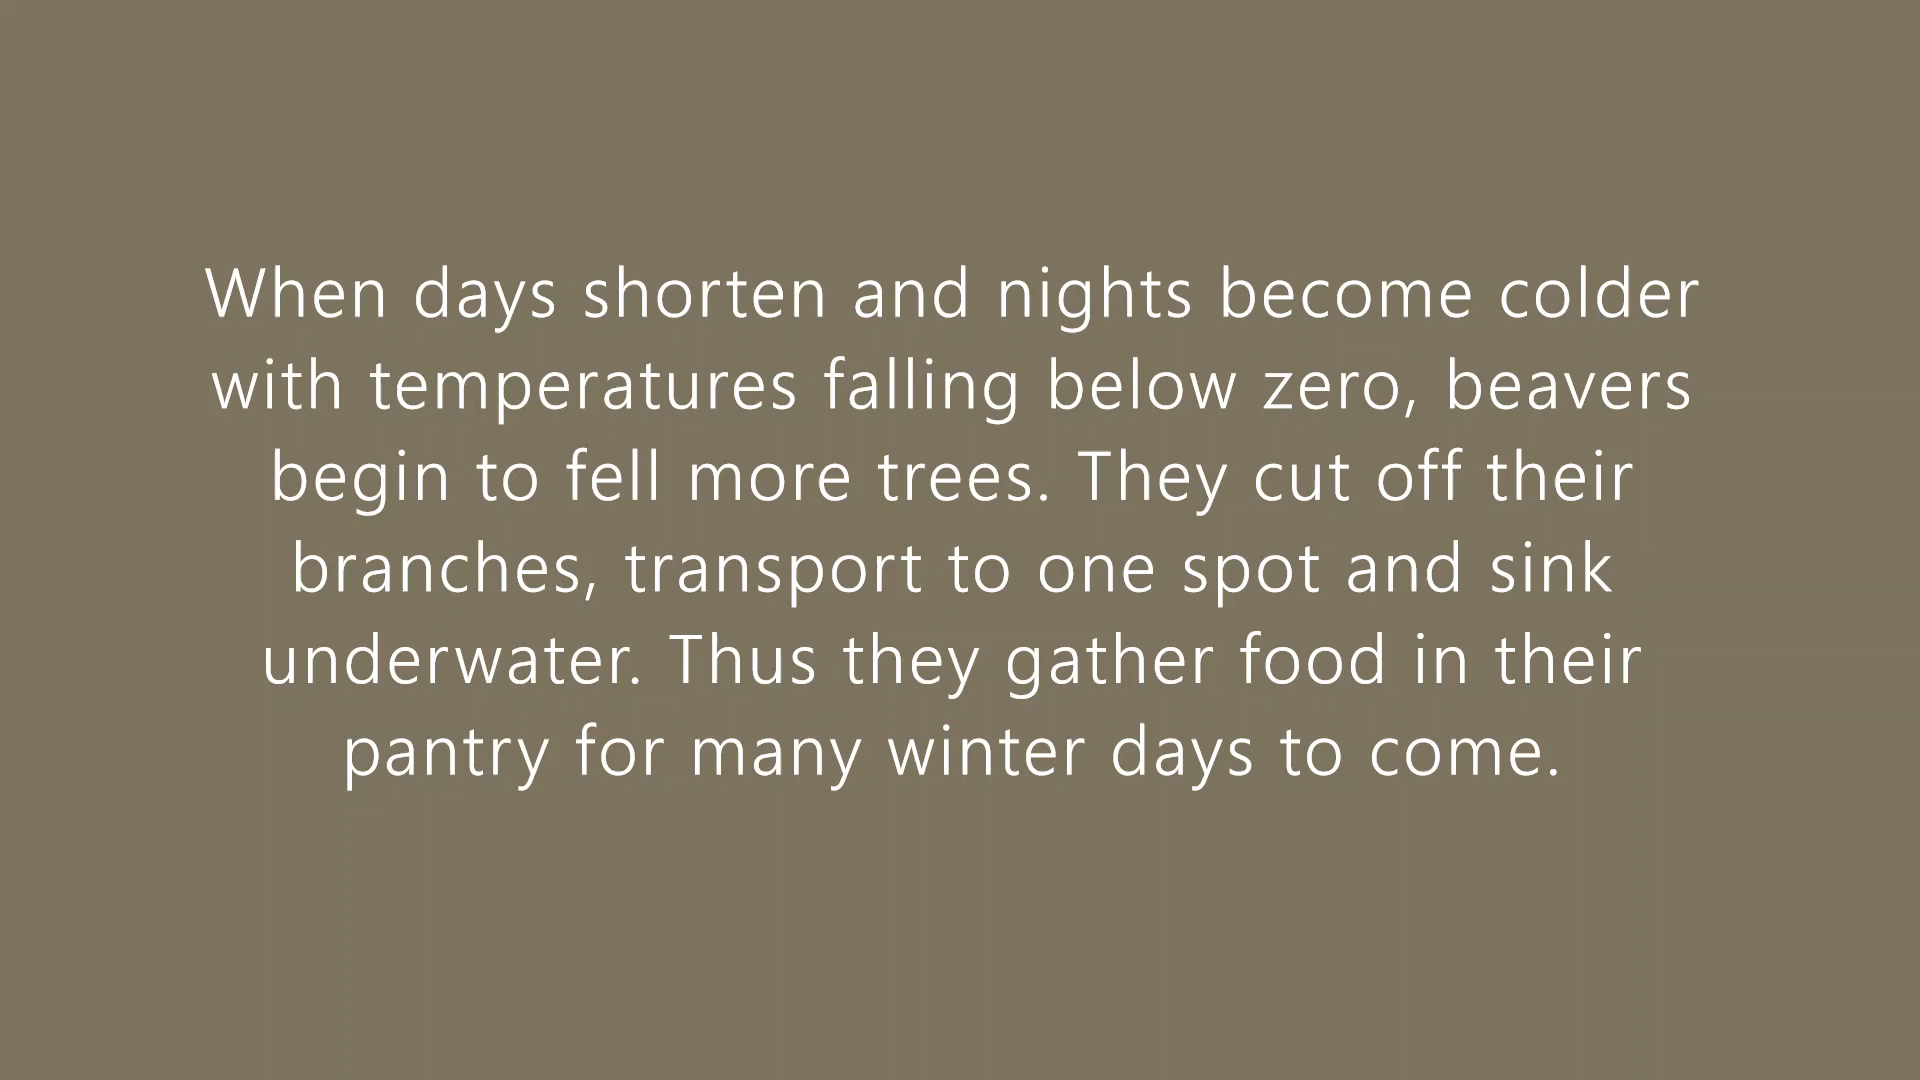 When days shorten and nights become colder
with temperatures falling below zero, beavers
begin to fell more trees. They cut off their
branches, transport to one spot and sink
underwater. Thus they gather food in their
pantry for many winter days to come.